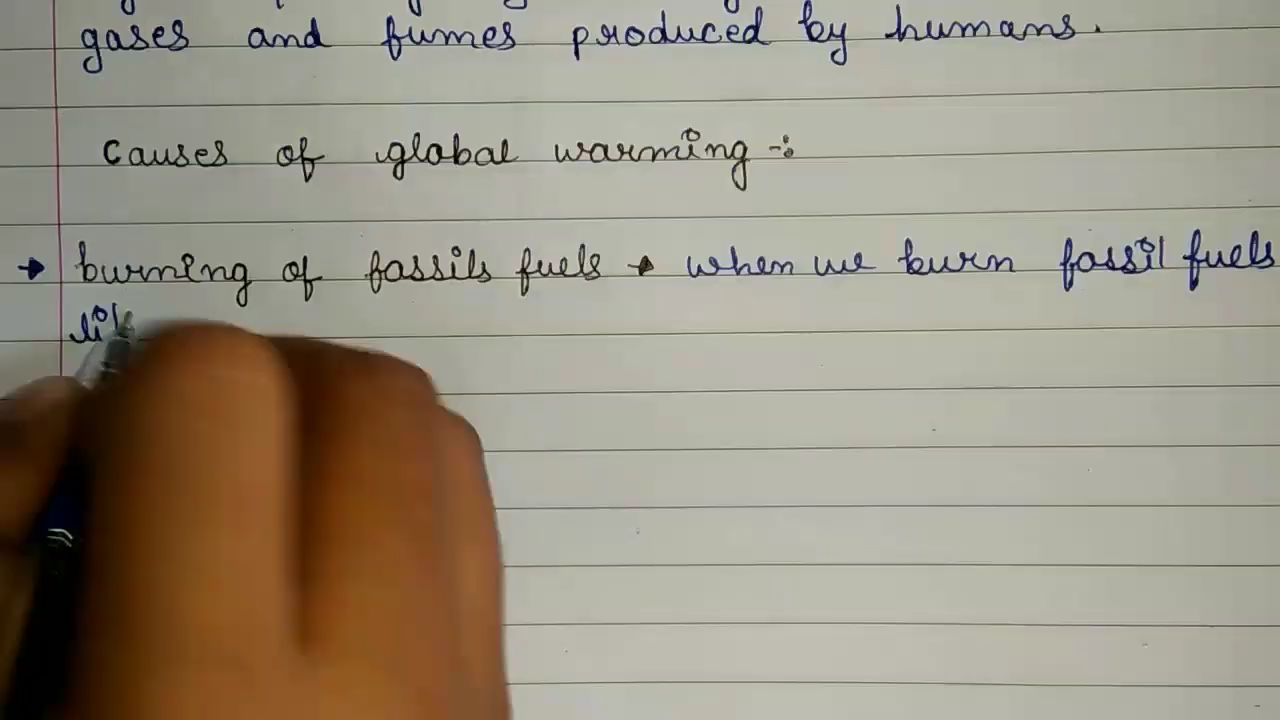 gases and fumes produced by humans.
Causes of global warming -:
→ burning of fossils fuels → when we burn fossil fuels